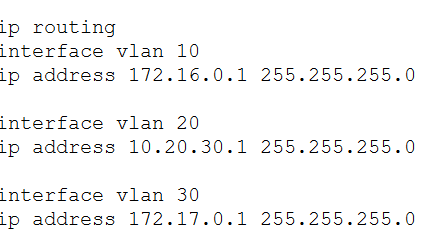 ip routing
interface vlan 10
ip address 172.16.0.1 255.255.255.0
interface vlan 20
ip address 10.20.30.1 255.255.255.0
interface vlan 30
ip address 172.17.0.1 255.255.255.0